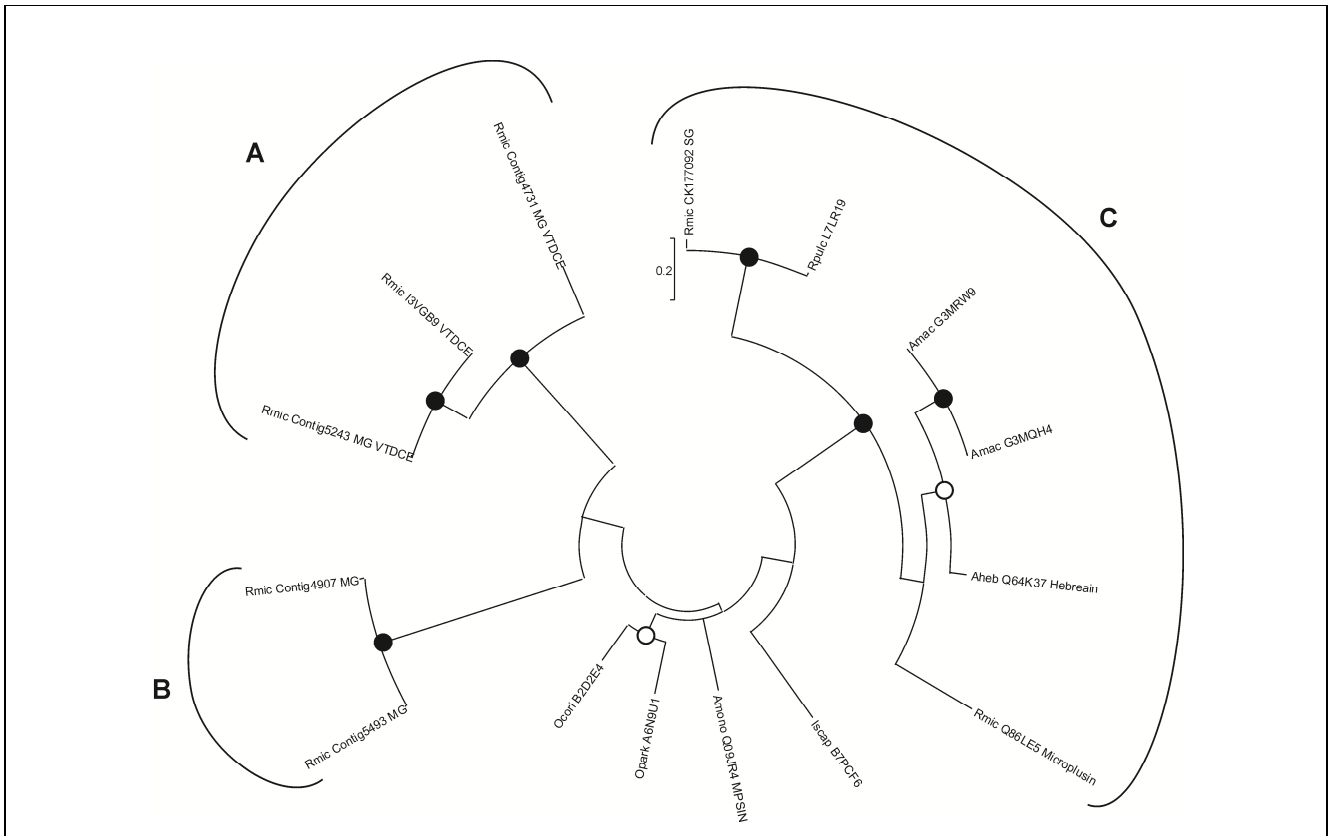 A
Rmic Contig4731 MG VTDCE
Rmic I3VGB9 VTDCE
Rmic Contig5243 MG VTDCE
B
Rmic Contig4907 MG
Rmic Contig5493 MG
C
Rmic CK177092 SG
0.2
Rpulc L7LR19
Amac G3MRW9
Amac G3MQH4
Aheb Q64K37 Hebreain
Rmic Q86LE5 Microplusin
Iscap B7PCF6
Amono Q09JR4 MPSIN
Opark A6N9U1
Ocori B2D2E4